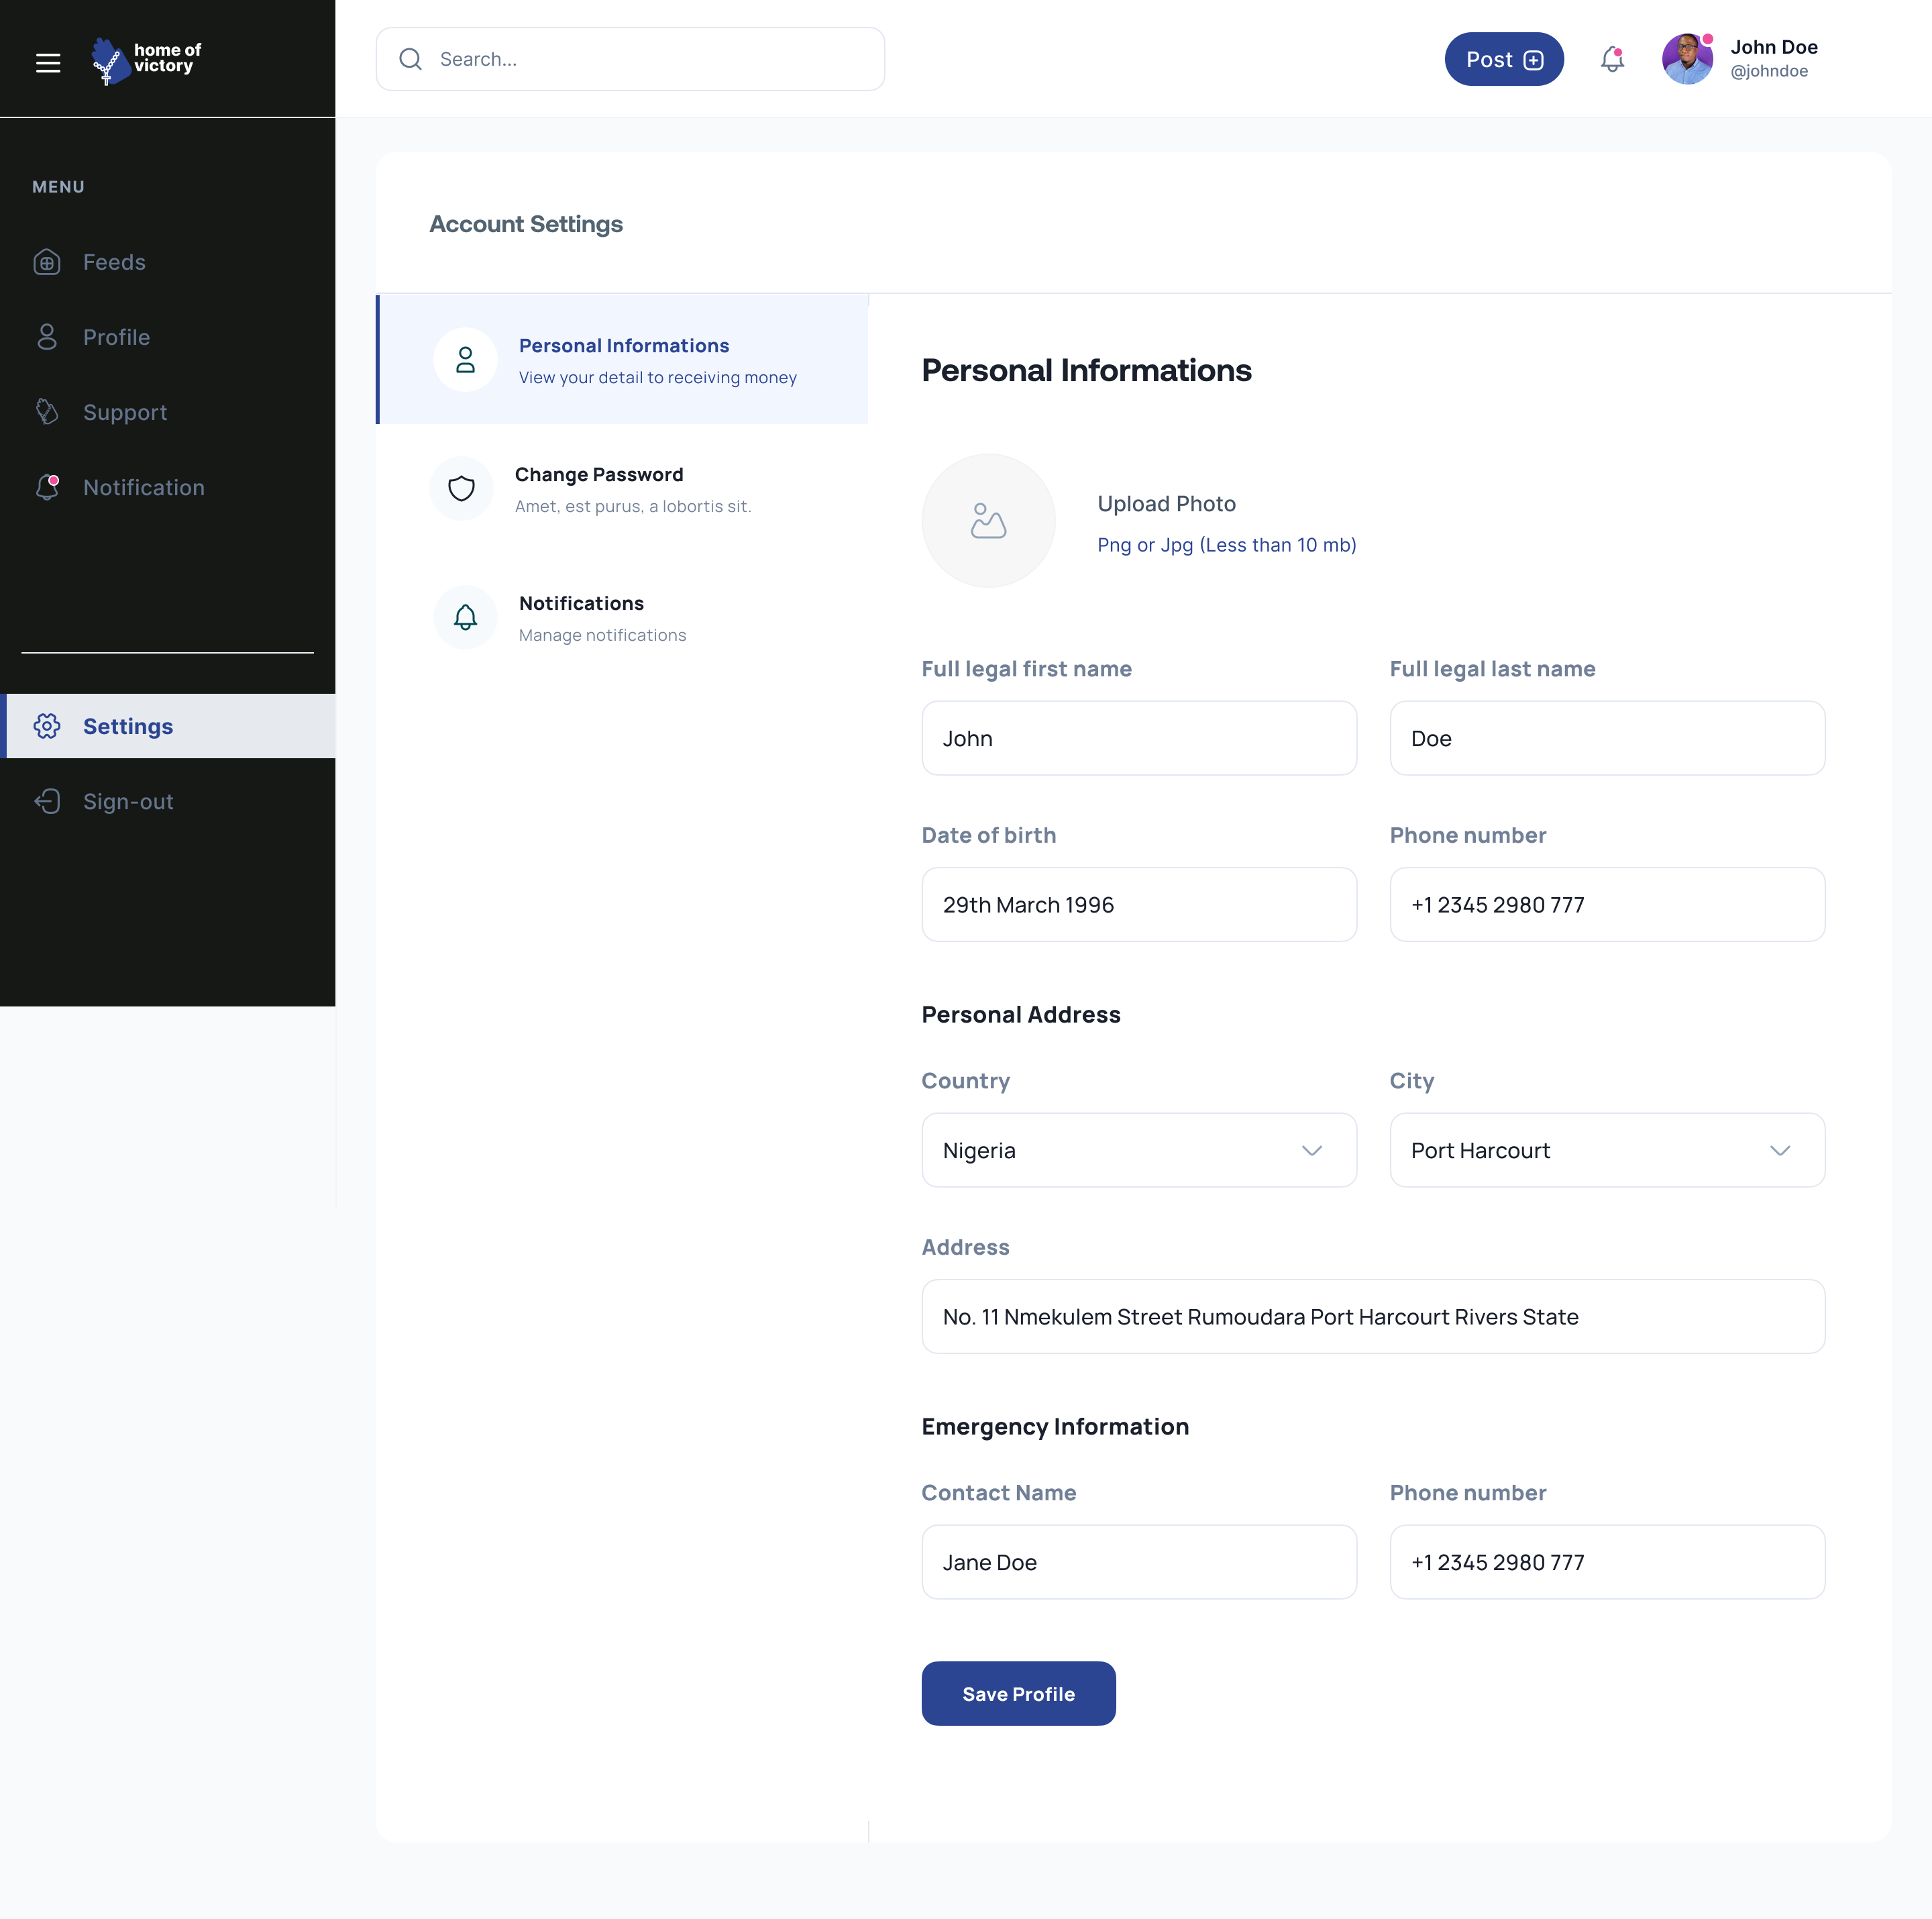 home of
victory
Search...
Post
John Doe
@johndoe
MENU
Feeds
Profile
Support
Notification
Settings
Sign-out
Account Settings
Personal Informations
View your detail to receiving money
Change Password
Amet, est purus, a lobortis sit.
Notifications
Manage notifications
Personal Informations
Upload Photo
Png or Jpg (Less than 10 mb)
Full legal first name
Full legal last name
John
Doe
Date of birth
Phone number
29th March 1996
+1 2345 2980 777
Personal Address
Country
City
Nigeria
Port Harcourt
Address
No. 11 Nmekulem Street Rumoudara Port Harcourt Rivers State
Emergency Information
Contact Name
Phone number
Jane Doe
+1 2345 2980 777
Save Profile